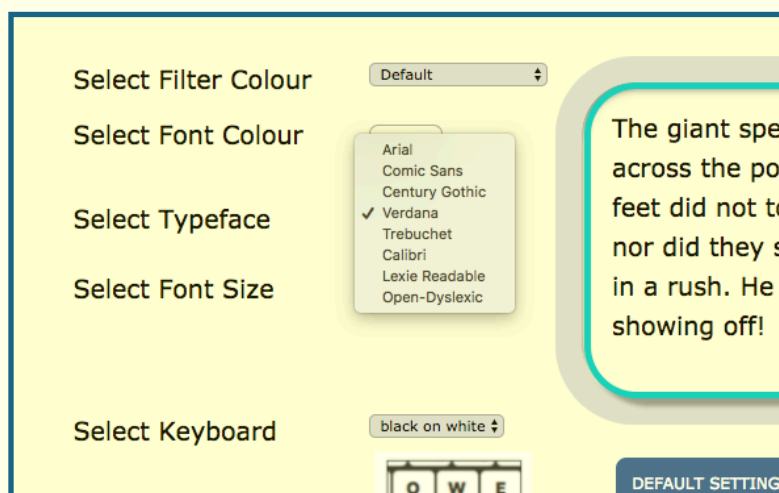 Select Filter Colour
Default
Select Font Colour
Arial
Comic Sans
Century Gothic
Select Typeface
Verdana
Trebuchet
Calibri
Select Font Size
Lexie Readable
Open-Dyslexic
Select Keyboard
black on white
Q W E
The giant spe
across the po
feet did not to
nor did they s
in a rush. He
showing off!
DEFAULT SETTING